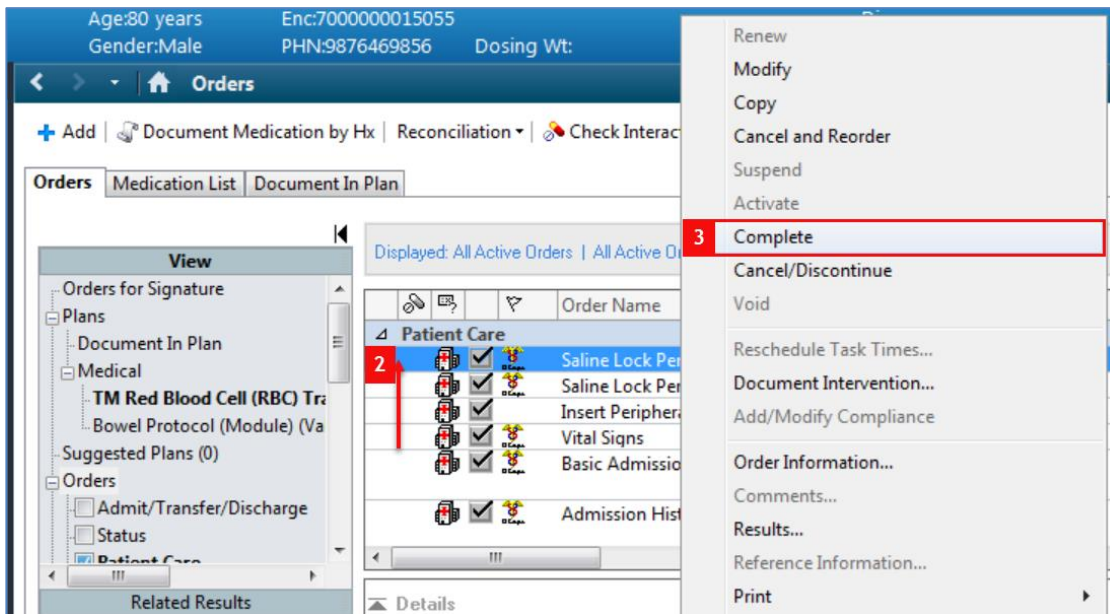 Age:80 years Enc:7000000015055
Gender:Male PHN:9876469856 Dosing Wt:
Orders
Add Document Medication by Hx Reconciliation Check Interac
Orders Medication List Document In Plan
View
Orders for Signature
Plans
Document In Plan
Medical
TM Red Blood Cell (RBC) Tra
Bowel Protocol (Module) (Va
Suggested Plans (0)
Orders
Admit/Transfer/Discharge
Status
Patient Care
Related Results
Displayed: All Active Orders | All Active Or
Order Name
Patient Care
2
Saline Lock Per
Saline Lock Per
Insert Periphera
Vital Signs
Basic Admissio
Admission Hist
Details
Renew
Modify
Copy
Cancel and Reorder
Suspend
Activate
3 Complete
Cancel/Discontinue
Void
Reschedule Task Times...
Document Intervention...
Add/Modify Compliance
Order Information...
Comments...
Results...
Reference Information...
Print